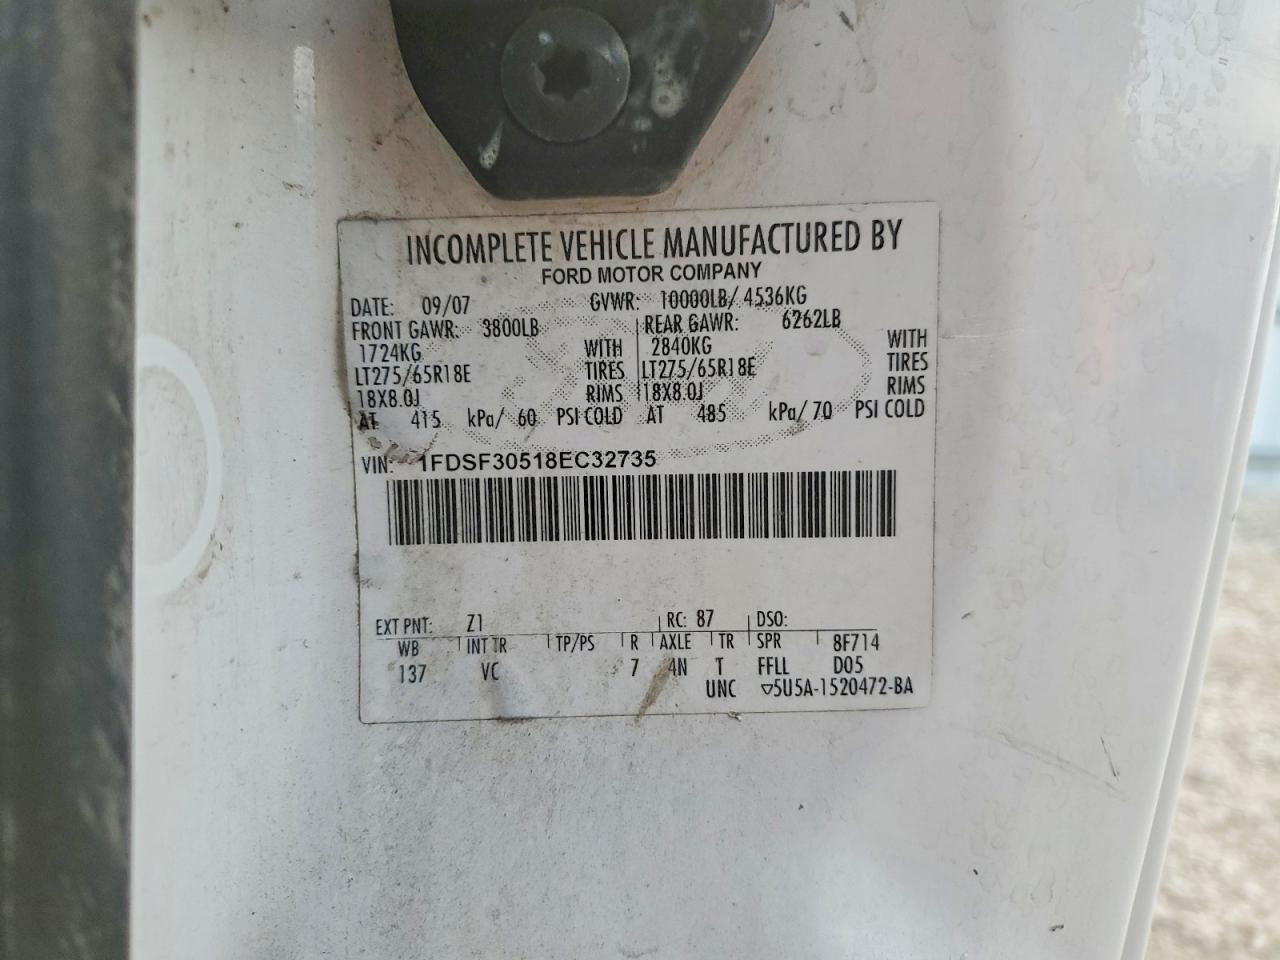 INCOMPLETE VEHICLE MANUFACTURED BY
FORD MOTOR COMPANY
DATE: 09/07 GVWR: 10000LB/ 4536KG
FRONT GAWR: 3800LB REAR GAWR: 6262LB
1724KG WITH 2840KG WITH
LT275/65R18E TIRES LT275/65R18E TIRES
18X8.0J RIMS 18X8.0J RIMS
AT 415 kPa/ 60 PSI COLD AT 485 kPa/ 70 PSI COLD
VIN: 1FDSF30518EC32735
EXT PNT: Z1 RC: 87 DSO:
WB INT TR TP/PS R AXLE TR SPR 8F714
137 VC 7 4N T FFLL D05
UNC ▽5U5A-1520472-BA